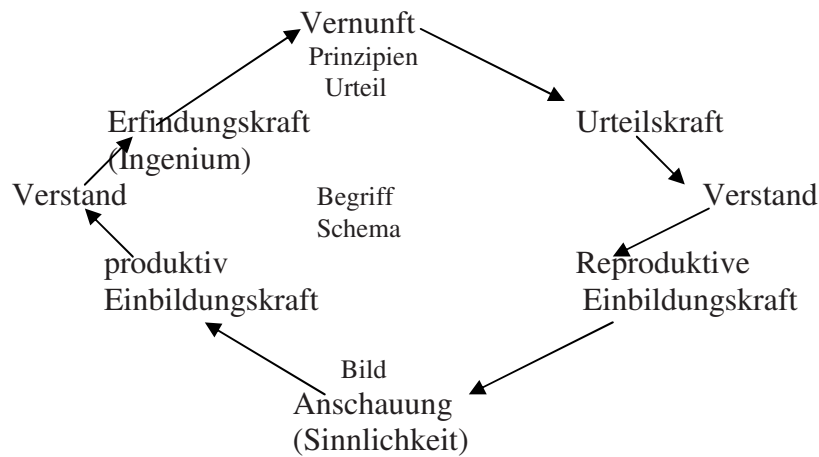 Vernunft
Prinzipien
Urteil
Erfindungskraft
(Ingenium)
Urteilskraft
Verstand
Begriff
Schema
Verstand
produktiv
Einbildungskraft
Reproduktive
Einbildungskraft
Bild
Anschauung
(Sinnlichkeit)